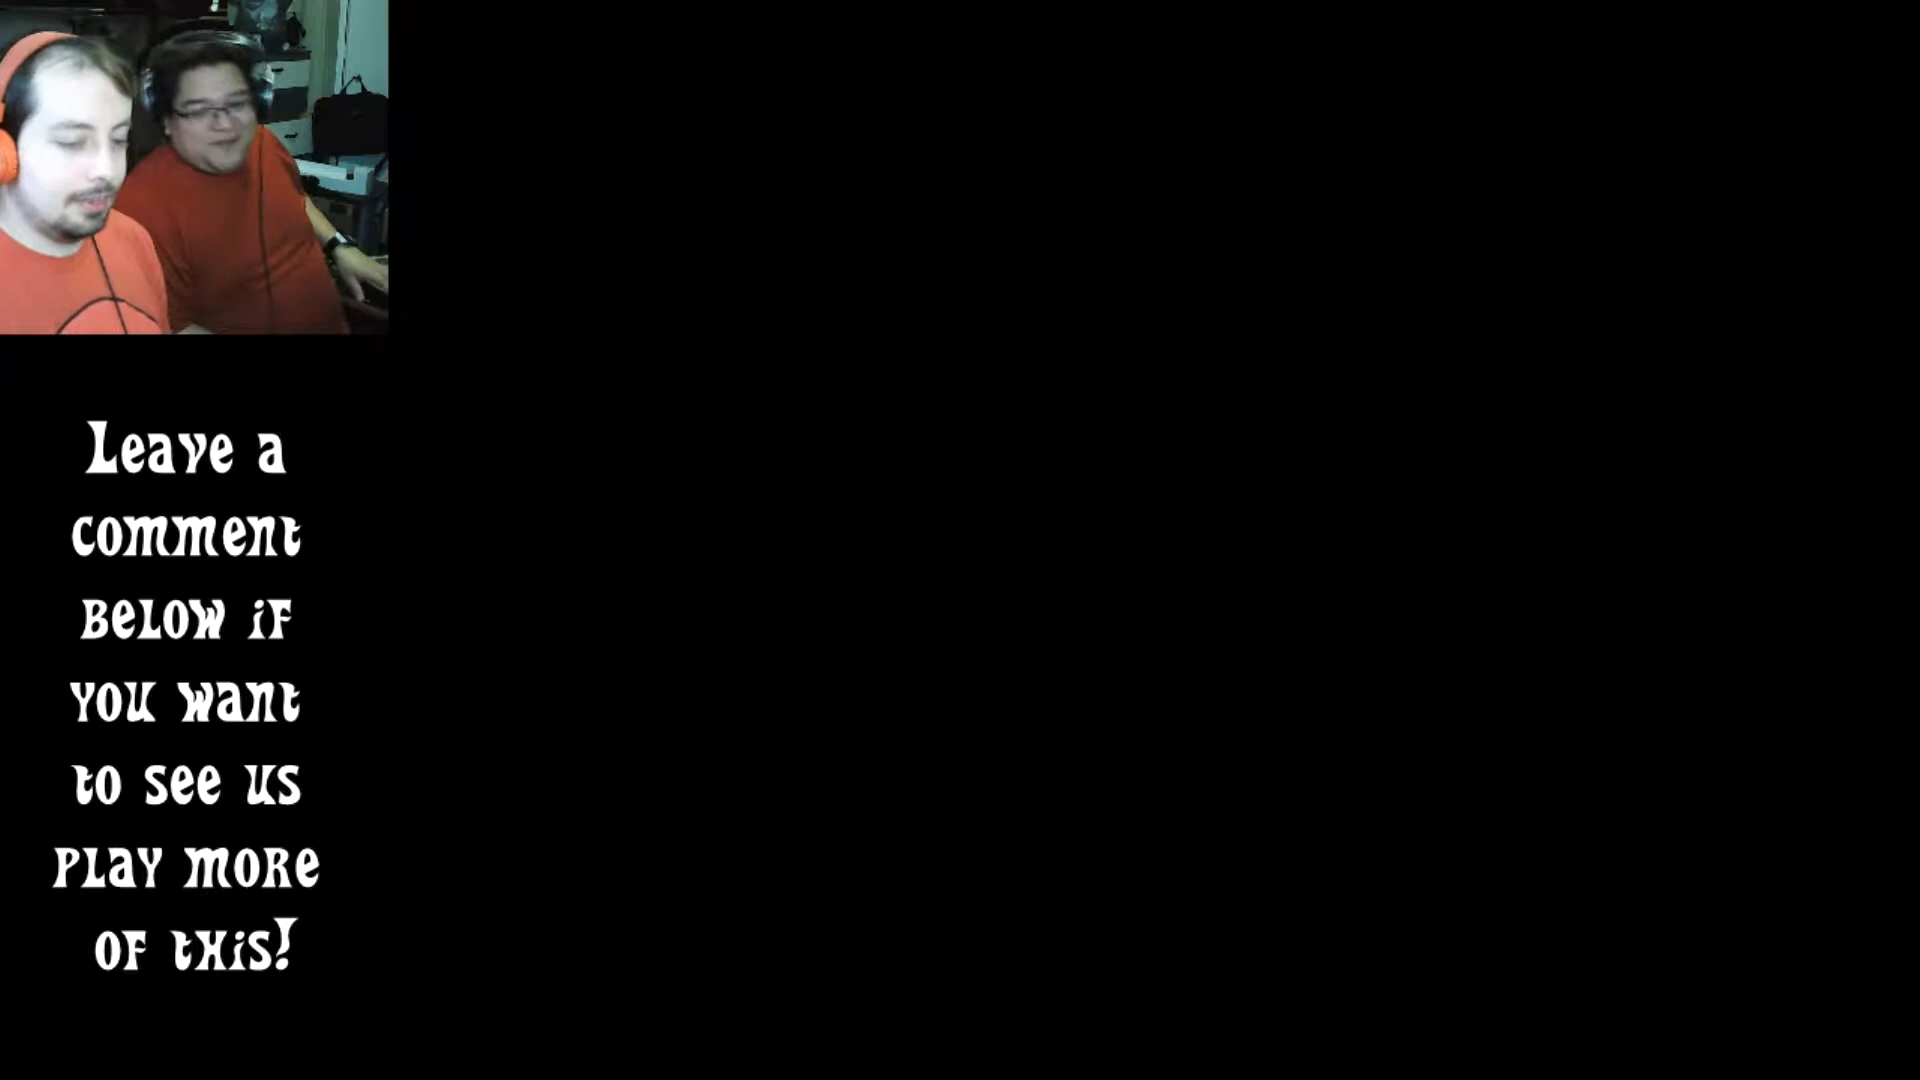 Leave a
comment
below if
you want
to see us
play more
of this!